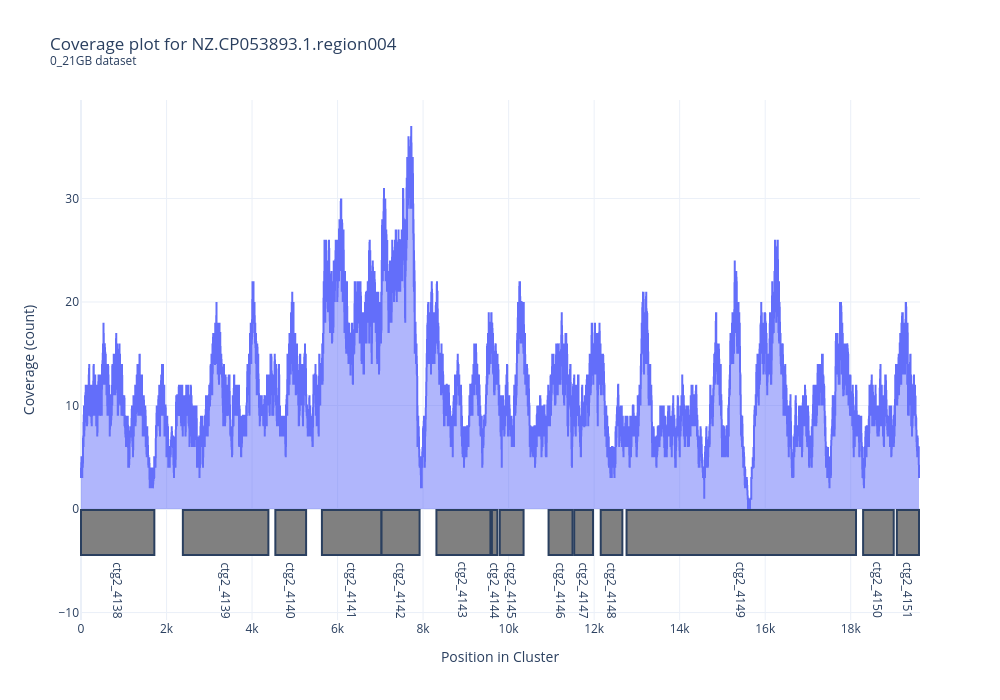 Coverage plot for NZ.CP053893.1.region004
0_21GB dataset
Coverage (count)
30
20
10
0
−10
ctg2_4138
ctg2_4139
ctg2_4140
ctg2_4141
ctg2_4142
ctg2_4143
ctg2_4144
ctg2_4145
ctg2_4146
ctg2_4147
ctg2_4148
ctg2_4149
ctg2_4150
ctg2_4151
0
2k
4k
6k
8k
10k
12k
14k
16k
18k
Position in Cluster